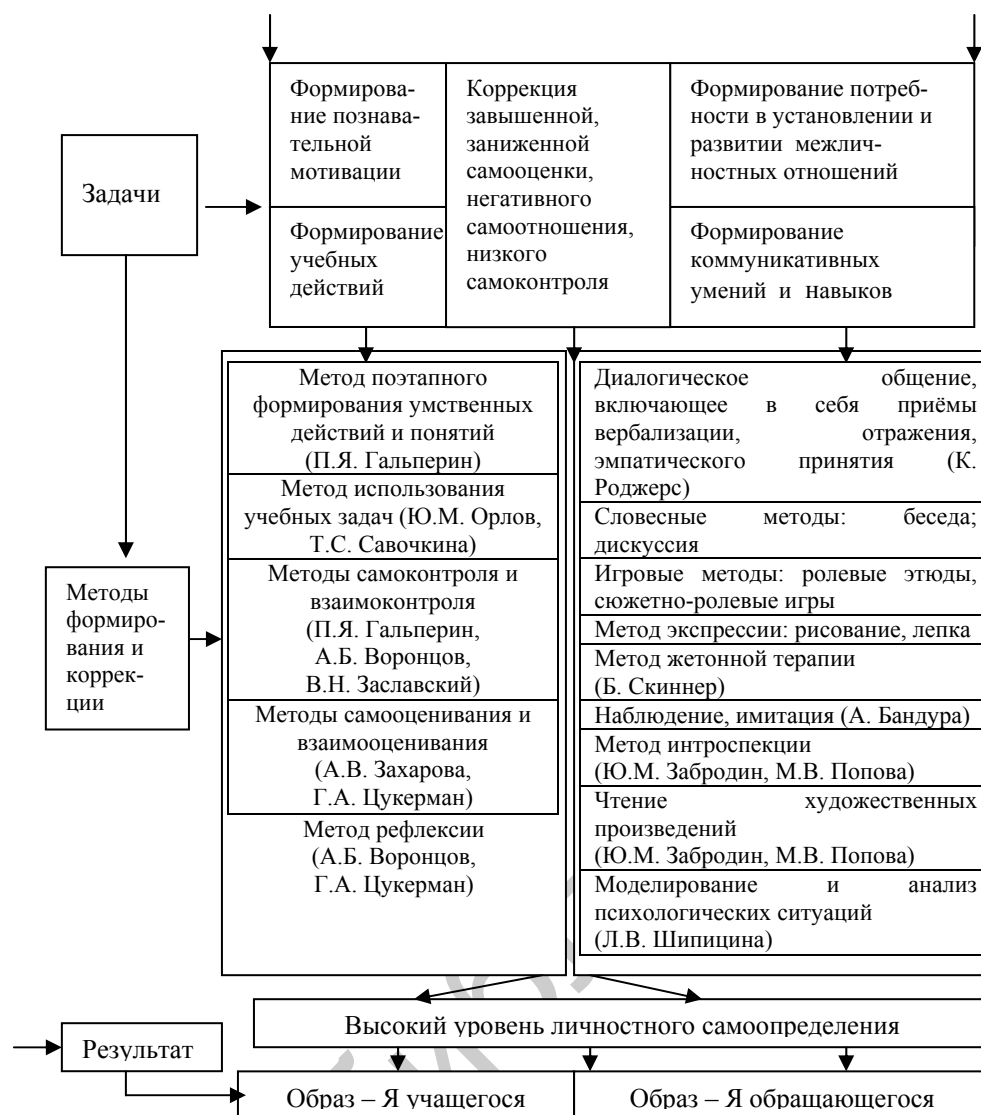 Задачи
Формирова-
ние познава-
тельной
мотивации
Формирование
учебных
действий
Коррекция
завышенной,
заниженной
самооценки,
негативного
самоотношения,
низкого
самоконтроля
Формирование потреб-
ности в установлении и
развитии межлич-
ностных отношений
Формирование
коммуникативных
умений и навыков
Методы
формиро-
вания и
коррек-
ции
Метод поэтапного
формирования умственных
действий и понятий
(П.Я. Гальперин)
Метод использования
учебных задач (Ю.М. Орлов,
Т.С. Савочкина)
Методы самоконтроля и
взаимоконтроля
(П.Я. Гальперин,
А.Б. Воронцов,
В.Н. Заславский)
Методы самооценивания и
взаимооценивания
(А.В. Захарова,
Г.А. Цукерман)
Метод рефлексии
(А.Б. Воронцов,
Г.А. Цукерман)
Диалогическое общение,
включающее в себя приёмы
вербализации, отражения,
эмпатического принятия (К.
Роджерс)
Словесные методы: беседа;
дискуссия
Игровые методы: ролевые этюды,
сюжетно-ролевые игры
Метод экспрессии: рисование, лепка
Метод жетонной терапии
(Б. Скиннер)
Наблюдение, имитация (А. Бандура)
Метод интроспекции
(Ю.М. Забродин, М.В. Попова)
Чтение художественных
произведений
(Ю.М. Забродин, М.В. Попова)
Моделирование и анализ
психологических ситуаций
(Л.В. Шипицина)
Высокий уровень личностного самоопределения
Результат
Образ – Я учащегося
Образ – Я обращающегося